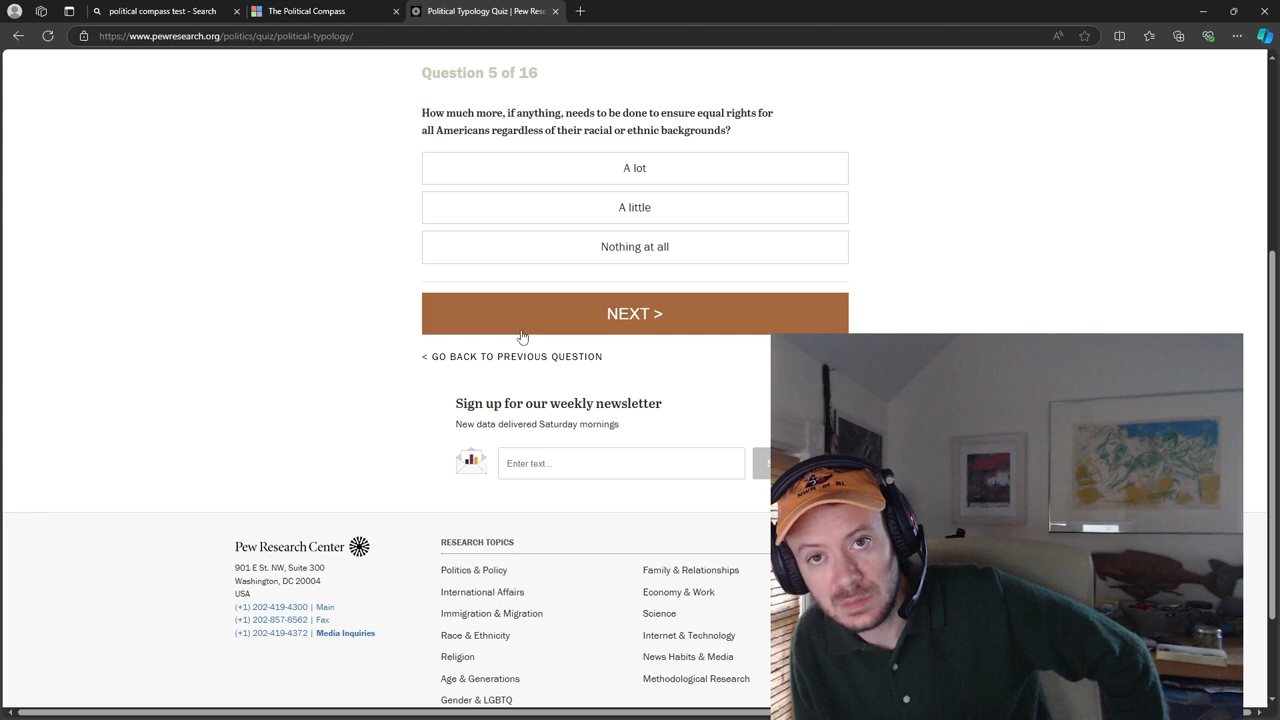 political compass test - Search
The Political Compass
Political Typology Quiz | Pew Res
https://www.pewresearch.org/politics/quiz/political-typology/
Question 5 of 16
How much more, if anything, needs to be done to ensure equal rights for
all Americans regardless of their racial or ethnic backgrounds?
A lot
A little
Nothing at all
NEXT >
< GO BACK TO PREVIOUS QUESTION
Sign up for our weekly newsletter
New data delivered Saturday mornings
Enter text...
Pew Research Center
901 E St. NW, Suite 300
Washington, DC 20004
USA
(+1) 202-419-4300 | Main
(+1) 202-857-8562 | Fax
(+1) 202-419-4372 | Media Inquiries
RESEARCH TOPICS
Politics & Policy
International Affairs
Immigration & Migration
Race & Ethnicity
Religion
Age & Generations
Gender & LGBTQ
Family & Relationships
Economy & Work
Science
Internet & Technology
News Habits & Media
Methodological Research